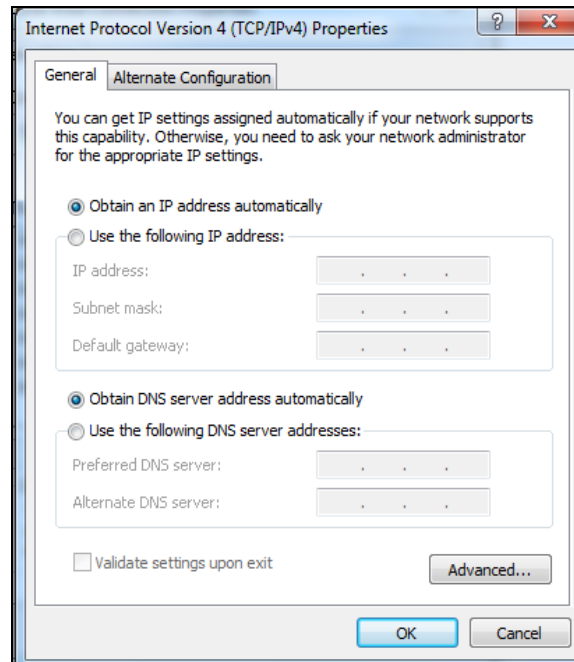 Internet Protocol Version 4 (TCP/IPv4) Properties
General
Alternate Configuration
You can get IP settings assigned automatically if your network supports
this capability. Otherwise, you need to ask your network administrator
for the appropriate IP settings.
Obtain an IP address automatically
Use the following IP address:
IP address:
Subnet mask:
Default gateway:
Obtain DNS server address automatically
Use the following DNS server addresses:
Preferred DNS server:
Alternate DNS server:
Validate settings upon exit
Advanced...
OK
Cancel